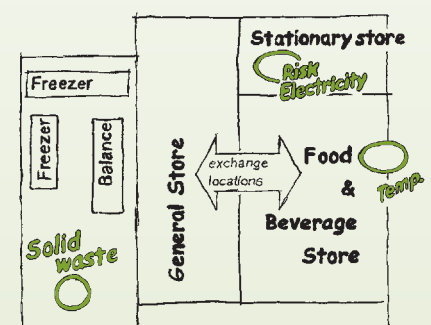 Stationary store
Risk
Electricity
Freezer
Freezer
Balance
General Store
exchange
locations
Food
&
Beverage
Store
Temp.
Solid
waste